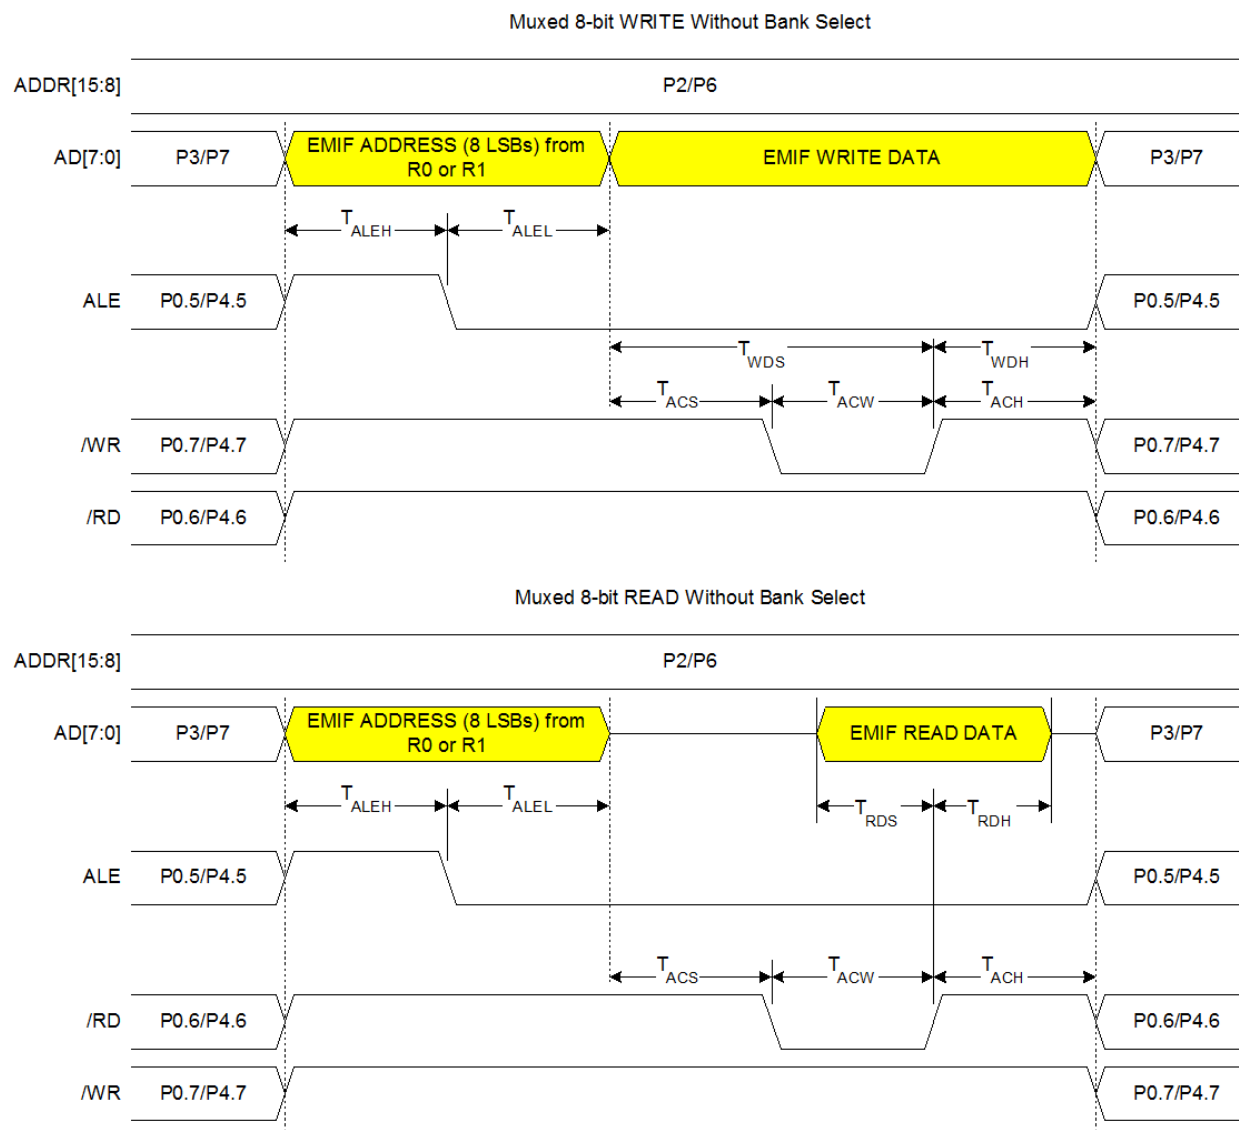 Muxed 8-bit WRITE Without Bank Select
ADDR[15:8] P2/P6
AD[7:0] P3/P7 EMIF ADDRESS (8 LSBs) from R0 or R1 EMIF WRITE DATA P3/P7
TALEH TALEL
ALE P0.5/P4.5 P0.5/P4.5
TWDS TWDH
TACS TACW TACH
/WR P0.7/P4.7 P0.7/P4.7
/RD P0.6/P4.6 P0.6/P4.6
Muxed 8-bit READ Without Bank Select
ADDR[15:8] P2/P6
AD[7:0] P3/P7 EMIF ADDRESS (8 LSBs) from R0 or R1 EMIF READ DATA P3/P7
TALEH TALEL TRDS TRDH
ALE P0.5/P4.5 P0.5/P4.5
TACS TACW TACH
/RD P0.6/P4.6 P0.6/P4.6
/WR P0.7/P4.7 P0.7/P4.7